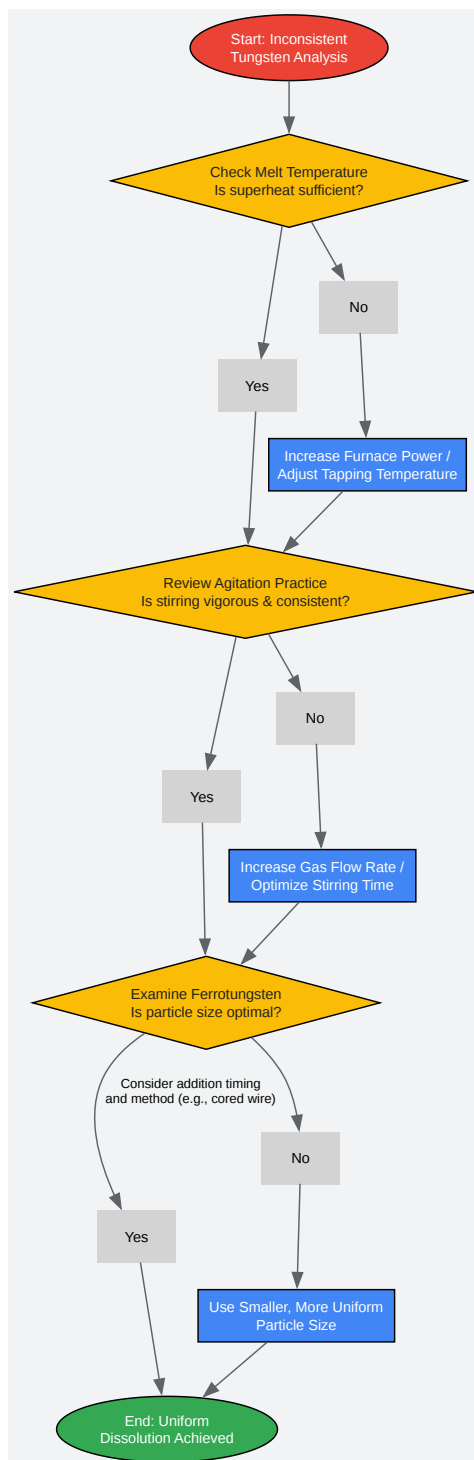 Start: Inconsistent
Tungsten Analysis
Check Melt Temperature
Is superheat sufficient?
No
Yes
Increase Furnace Power /
Adjust Tapping Temperature
Review Agitation Practice
Is stirring vigorous & consistent?
No
Yes
Increase Gas Flow Rate /
Optimize Stirring Time
Examine Ferrotungsten
Is particle size optimal?
Consider addition timing
and method (e.g., cored wire)
No
Yes
Use Smaller, More Uniform
Particle Size
End: Uniform
Dissolution Achieved